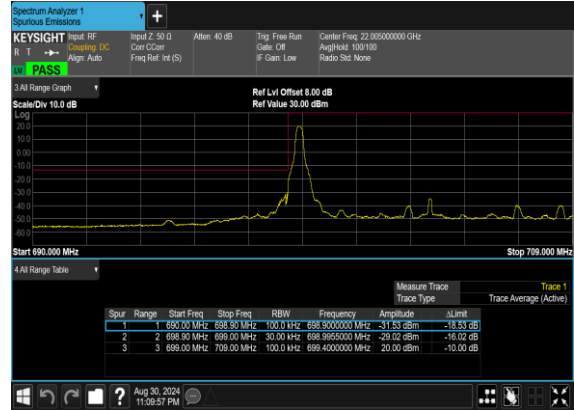 Spectrum Analyzer 1
Spurious Emissions
KEYSIGHT Input: RF Input Z: 50 Ω Atten: 40 dB Trig: Free Run Center Freq: 22.005000000 GHz
R T Coupling: DC Corr CCorr Gate: Off Avg|Hold: 100/100
Align: Auto Freq Ref: Int (S) IF Gain: Low Radio Std: None
PASS
3 All Range Graph
Ref Lvl Offset 8.00 dB
Scale/Div 10.0 dB Ref Value 30.00 dBm
Log
20.0
10.0
0.00
-10.0
-20.0
-30.0
-40.0
-50.0
-60.0
Start 690.000 MHz Stop 709.000 MHz
4 All Range Table
Measure Trace Trace 1
Trace Type Trace Average (Active)
Spur Range Start Freq Stop Freq RBW Frequency Amplitude ΔLimit
1 1 690.00 MHz 698.90 MHz 100.0 kHz 698.9000000 MHz -31.53 dBm -18.53 dB
2 2 698.90 MHz 699.00 MHz 30.00 kHz 698.9955000 MHz -29.02 dBm -16.02 dB
3 3 699.00 MHz 709.00 MHz 100.0 kHz 699.4000000 MHz 20.00 dBm -10.00 dB
Aug 30, 2024
11:09:57 PM